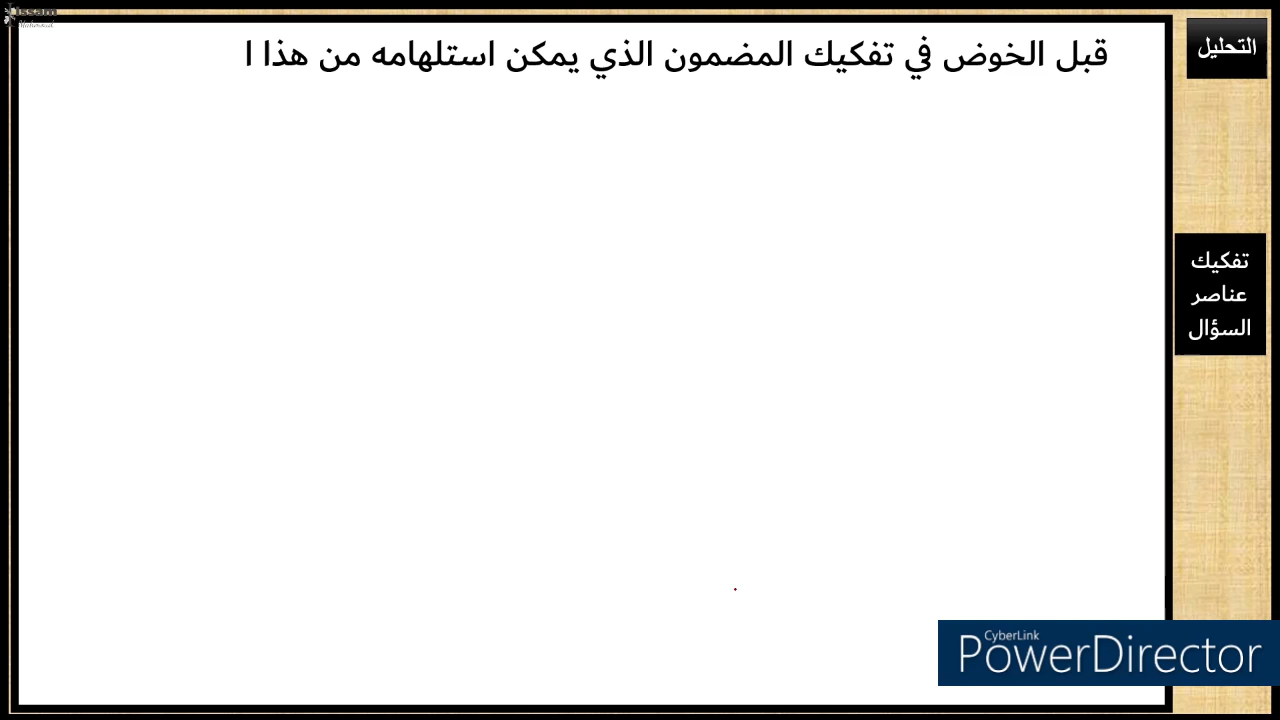 قبل الخوض في تفكيك المضمون الذي يمكن استلهامه من هذا ا
التحليل
تفكيك
عناصر
السؤال
CyberLink
PowerDirector